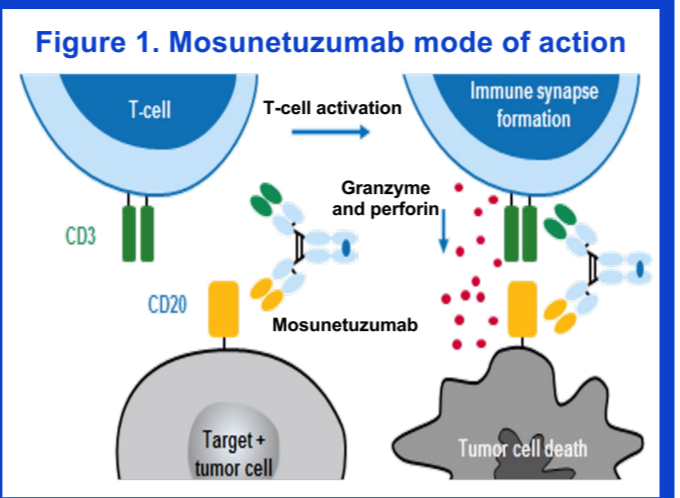 Figure 1. Mosunetuzumab mode of action
T-cell
T-cell activation
Immune synapse
formation
Granzyme
and perforin
CD3
CD20
Mosunetuzumab
Target +
tumor cell
Tumor cell death